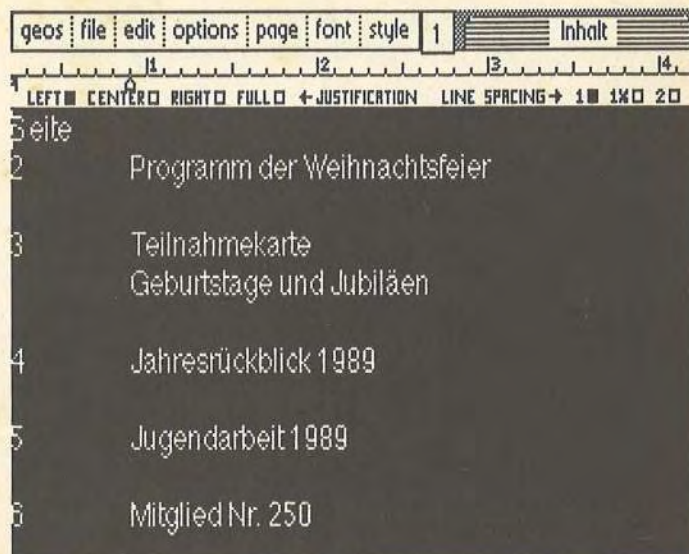 geos file edit options page font style 1 Inhalt
1 2 3 4
LEFT CENTER RIGHT FULL ←JUSTIFICATION LINE SPACING→ 1 1½ 2
Seite
2 Programm der Weihnachtsfeier
3 Teilnahmekarte
Geburtstage und Jubiläen
4 Jahresrückblick 1989
5 Jugendarbeit 1989
6 Mitglied Nr. 250